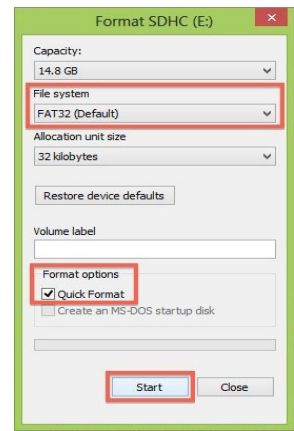 Format SDHC (E:)
Capacity:
14.8 GB
File system
FAT32 (Default)
Allocation unit size
32 kilobytes
Restore device defaults
Volume label
Format options
Quick Format
Create an MS-DOS startup disk
Start Close